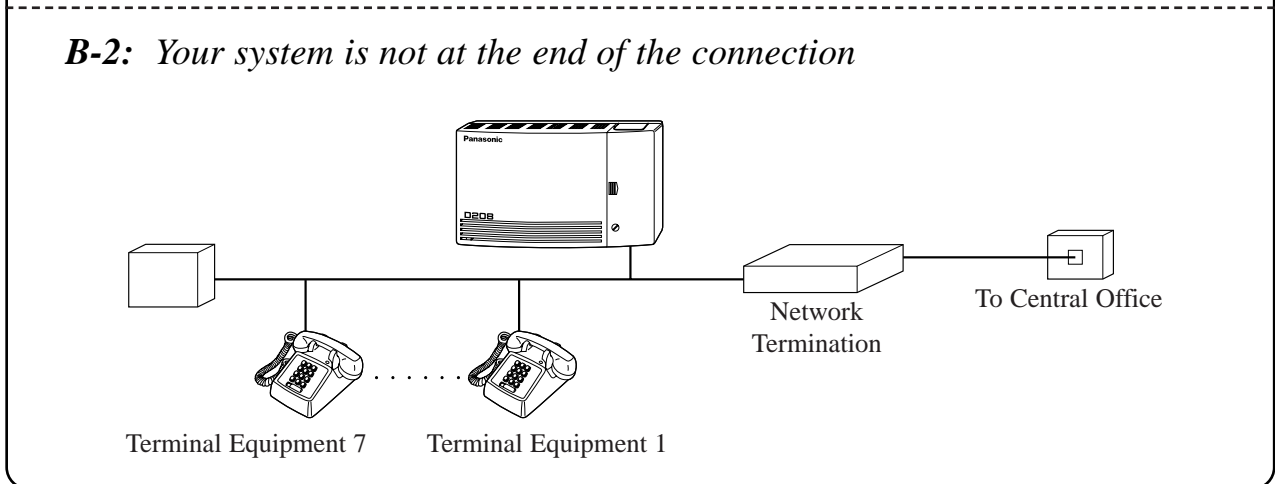 B-2: Your system is not at the end of the connection
Panasonic
D208
Network
Termination
To Central Office
Terminal Equipment 7
Terminal Equipment 1